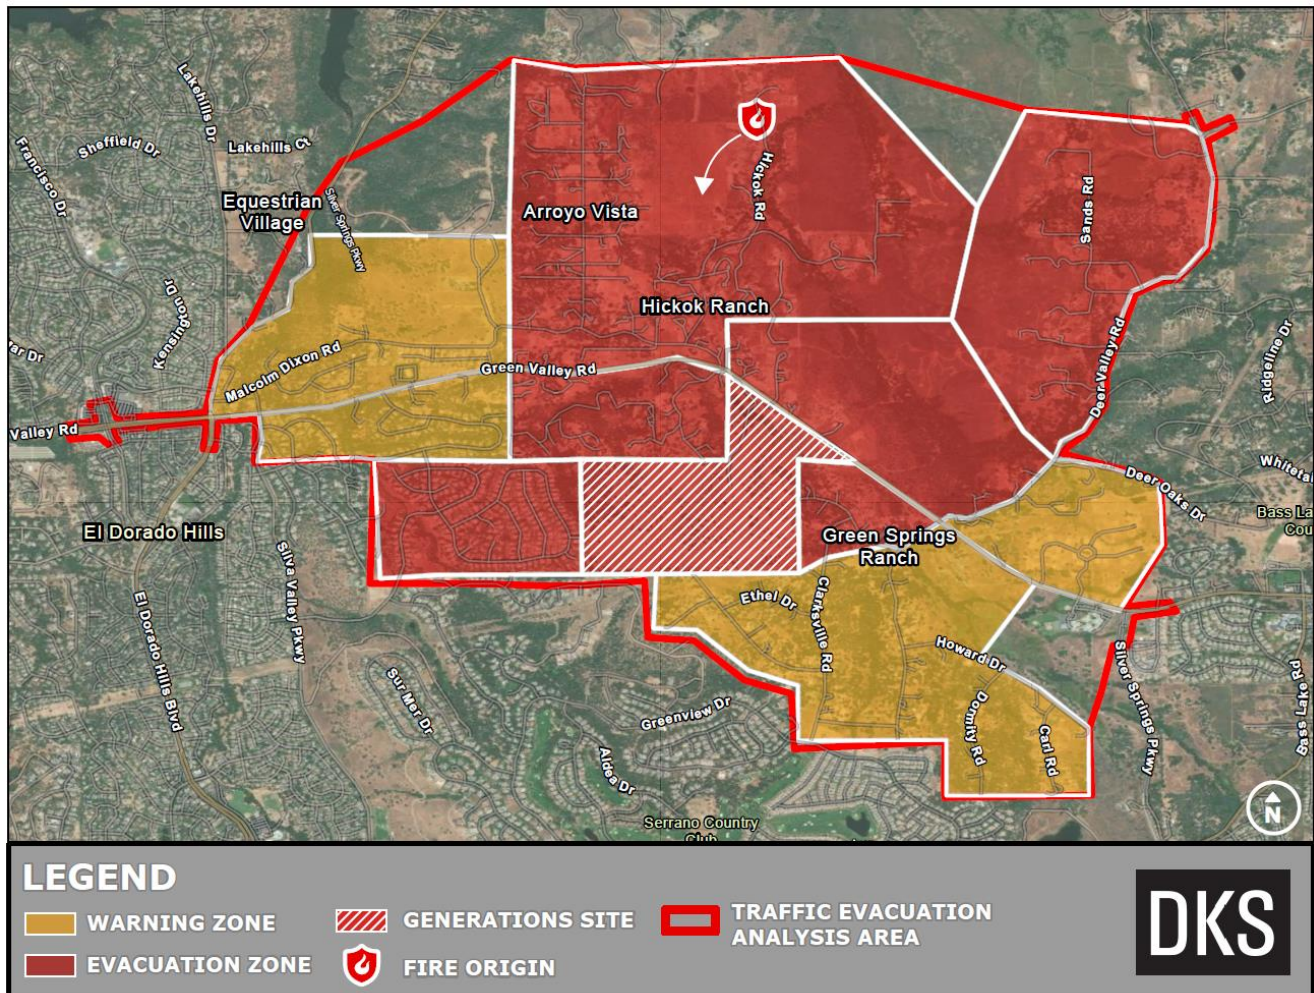 Lakehills Dr
Sheffield Dr
Francisco Dr
Lakehills Ct
Equestrian
Village
Silver Springs Pkwy
Arroyo Vista
Hickok Rd
Sands Rd
Kensington Dr
Hickok Ranch
Malcolm Dixon Rd
Green Valley Rd
Deer Valley Rd
Ridgeline Dr
Valley Rd
Deer Oaks Dr
El Dorado Hills
Green Springs
Ranch
Silva Valley Pkwy
El Dorado Hills Blvd
Ethel Dr
Clarksville Rd
Howard Dr
Dormity Rd
Carl Rd
Silver Springs Pkwy
Bass Lake Rd
Sur Mer Dr
Greenview Dr
Aldea Dr
Serrano Country
Club
N
LEGEND
WARNING ZONE
EVACUATION ZONE
GENERATIONS SITE
FIRE ORIGIN
TRAFFIC EVACUATION
ANALYSIS AREA
DKS